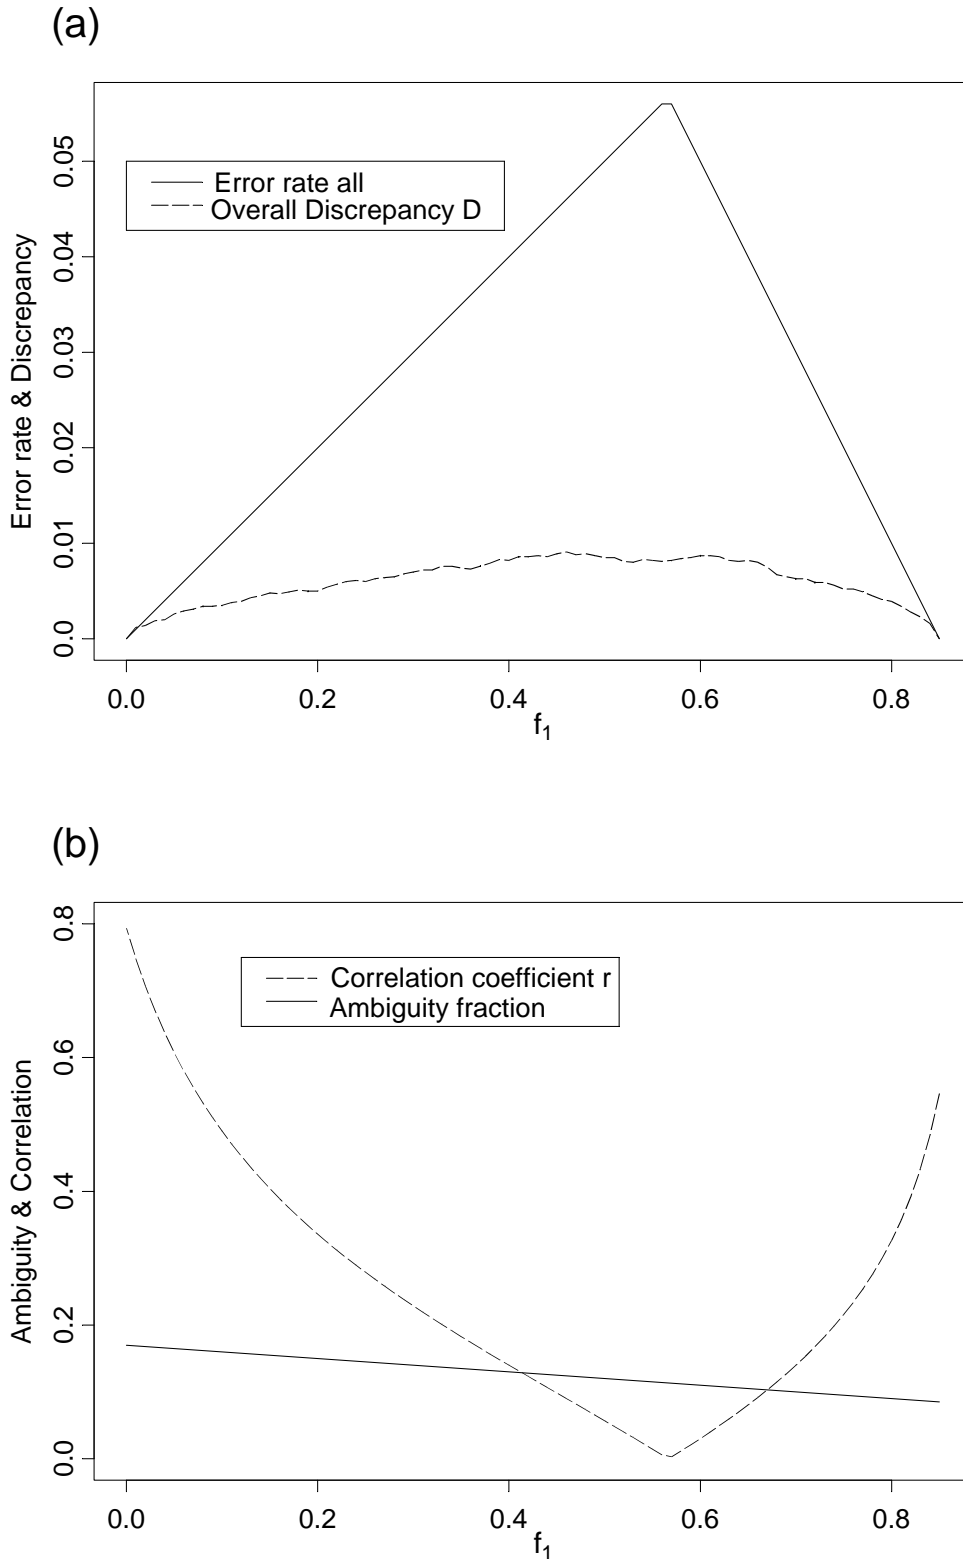 (a)
Error rate & Discrepancy
0.05
0.04
0.03
0.02
0.01
0.0
Error rate all
Overall Discrepancy D
0.0 0.2 0.4 0.6 0.8
f1
(b)
Ambiguity & Correlation
0.8
0.6
0.4
0.2
0.0
Correlation coefficient r
Ambiguity fraction
0.0 0.2 0.4 0.6 0.8
f1